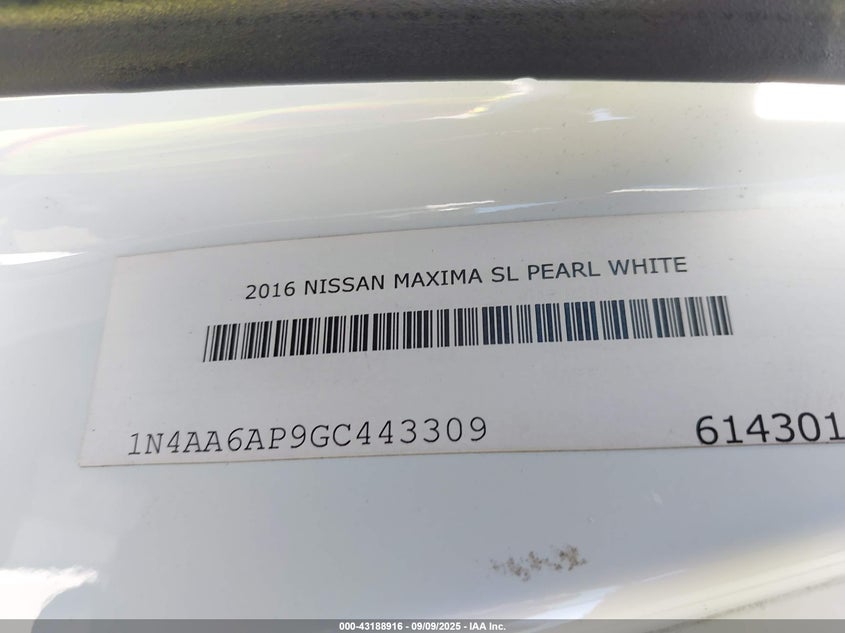 2016 NISSAN MAXIMA SL PEARL WHITE
1N4AA6AP9GC443309
614301
000-43188916 - 09/09/2025 - IAA Inc.